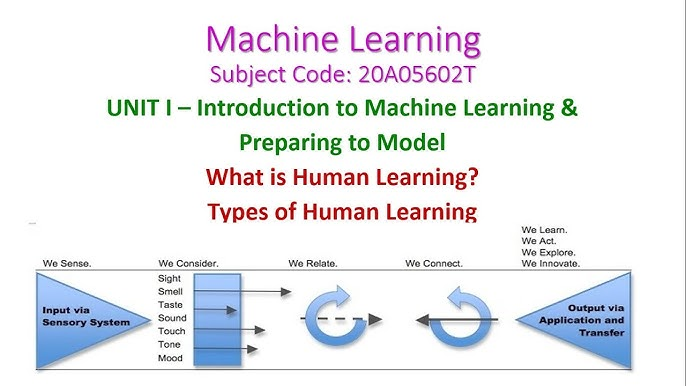 Machine Learning
Subject Code: 20A05602T
UNIT I – Introduction to Machine Learning &
Preparing to Model
What is Human Learning?
Types of Human Learning
We Sense.
We Consider.
We Relate.
We Connect.
We Learn.
We Act.
We Explore.
We Innovate.
Input via
Sensory System
Sight
Smell
Taste
Sound
Touch
Tone
Mood
Output via
Application and
Transfer